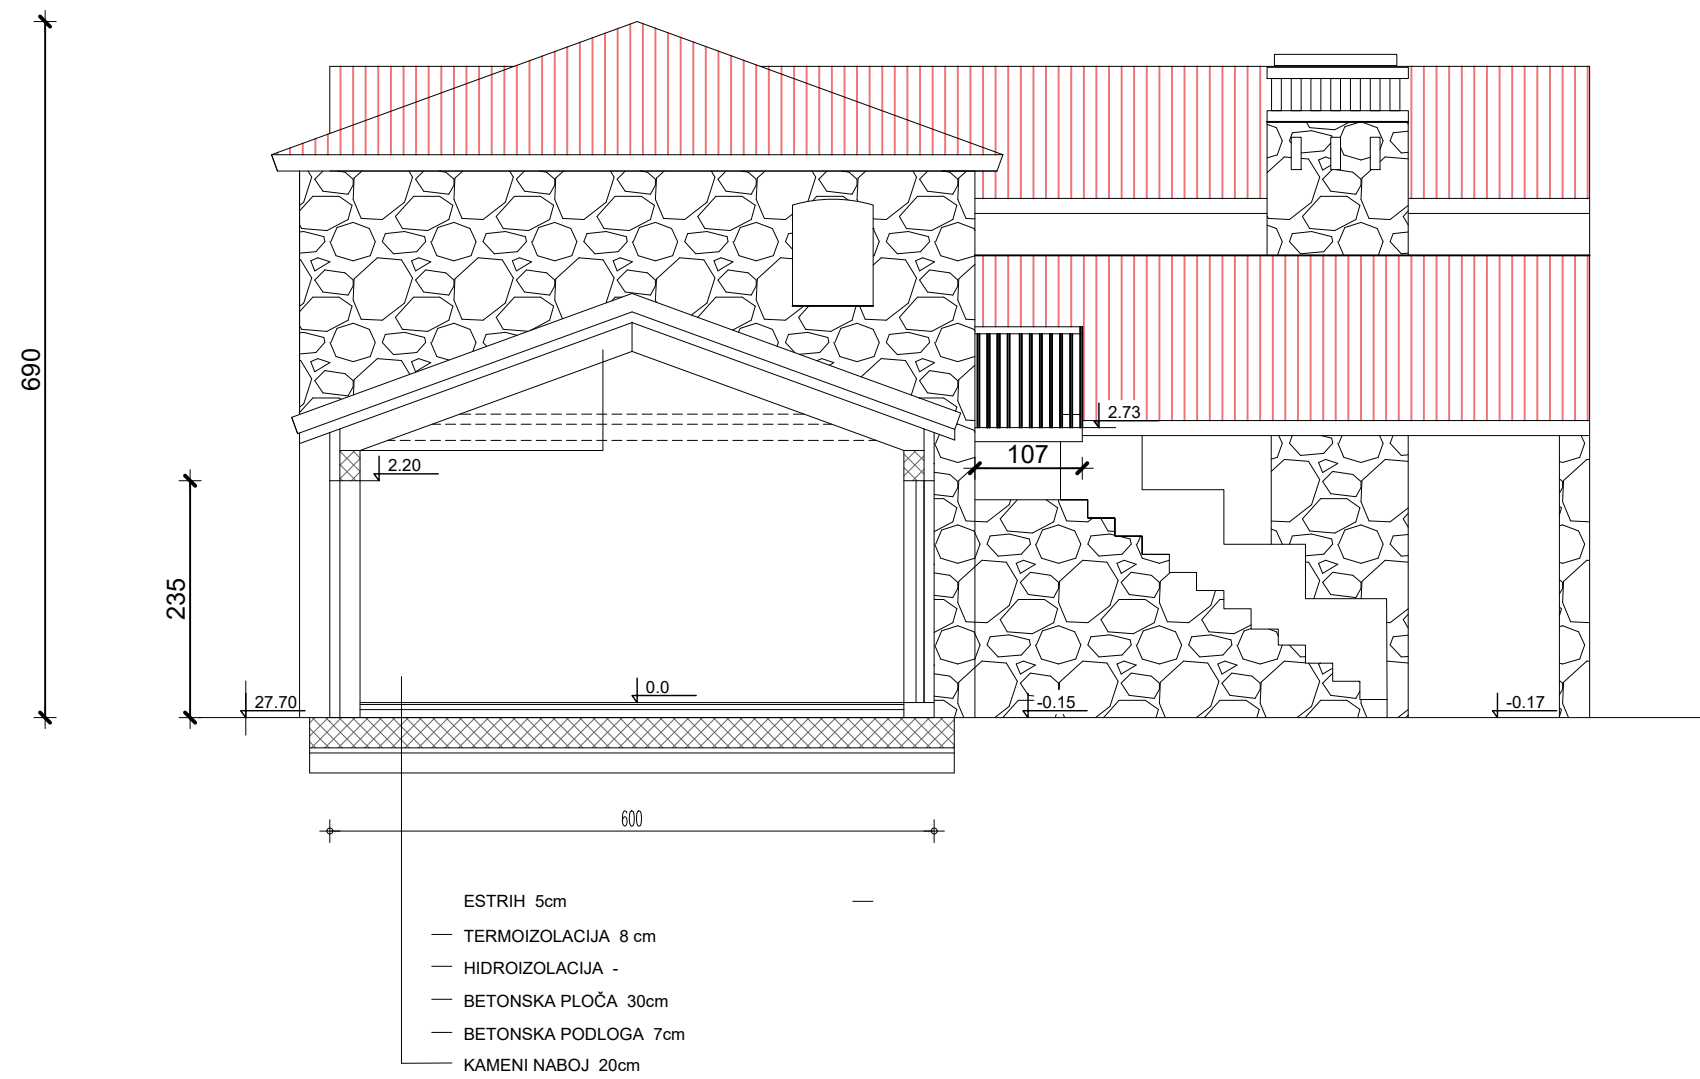 690
2.73
107
2.20
235
0.0
27.70
-0.15
-0.17
600
ESTRIH 5cm
TERMOIZOLACIJA 8 cm
HIDROIZOLACIJA -
BETONSKA PLOČA 30cm
BETONSKA PODLOGA 7cm
KAMENI NABOJ 20cm